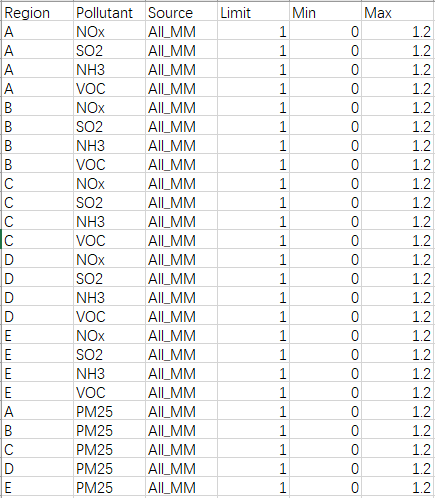 Region Pollutant Source Limit Min Max
A NOx All_MM 1 0 1.2
A SO2 All_MM 1 0 1.2
A NH3 All_MM 1 0 1.2
A VOC All_MM 1 0 1.2
B NOx All_MM 1 0 1.2
B SO2 All_MM 1 0 1.2
B NH3 All_MM 1 0 1.2
B VOC All_MM 1 0 1.2
C NOx All_MM 1 0 1.2
C SO2 All_MM 1 0 1.2
C NH3 All_MM 1 0 1.2
C VOC All_MM 1 0 1.2
D NOx All_MM 1 0 1.2
D SO2 All_MM 1 0 1.2
D NH3 All_MM 1 0 1.2
D VOC All_MM 1 0 1.2
E NOx All_MM 1 0 1.2
E SO2 All_MM 1 0 1.2
E NH3 All_MM 1 0 1.2
E VOC All_MM 1 0 1.2
A PM25 All_MM 1 0 1.2
B PM25 All_MM 1 0 1.2
C PM25 All_MM 1 0 1.2
D PM25 All_MM 1 0 1.2
E PM25 All_MM 1 0 1.2